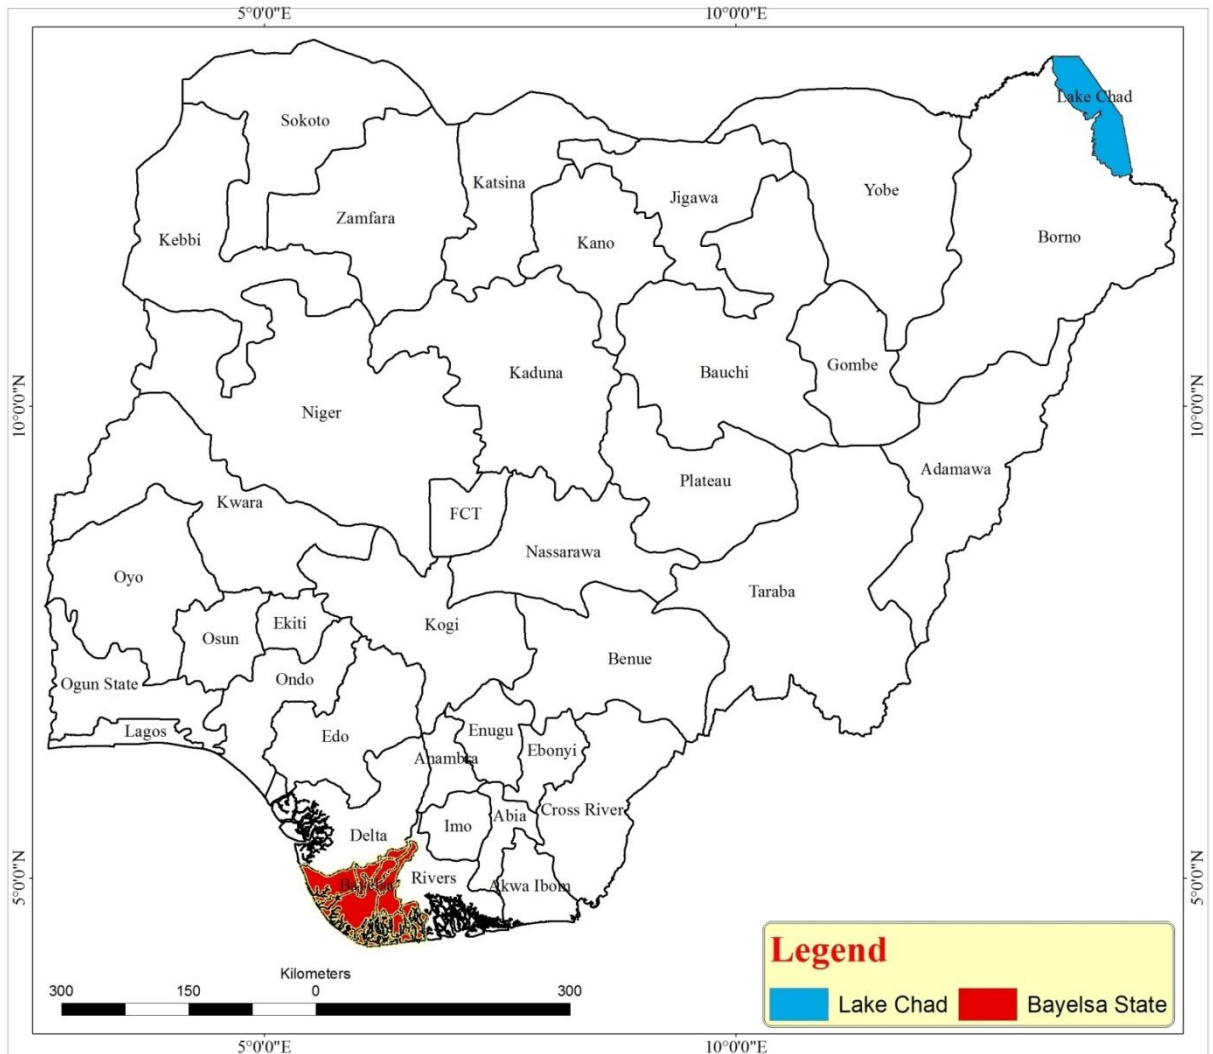 5°0'0"E
10°0'0"E
Lake Chad
Sokoto
Katsina
Yobe
Jigawa
Zamfara
Kebbi
Kano
Borno
Gombe
Kaduna
Bauchi
10°0'0"N
Niger
10°0'0"N
Adamawa
Plateau
Kwara
FCT
Nassarawa
Oyo
Taraba
Ekiti
Kogi
Osun
Benue
Ondo
Ogun State
Lagos
Enugu
Edo
Ebonyi
Anambra
Cross River
Abia
Imo
Delta
5°0'0"N
Bayelsa
Rivers
Akwa Ibom
5°0'0"N
Legend
Lake Chad
Bayelsa State
Kilometers
300 150 0 300
5°0'0"E
10°0'0"E